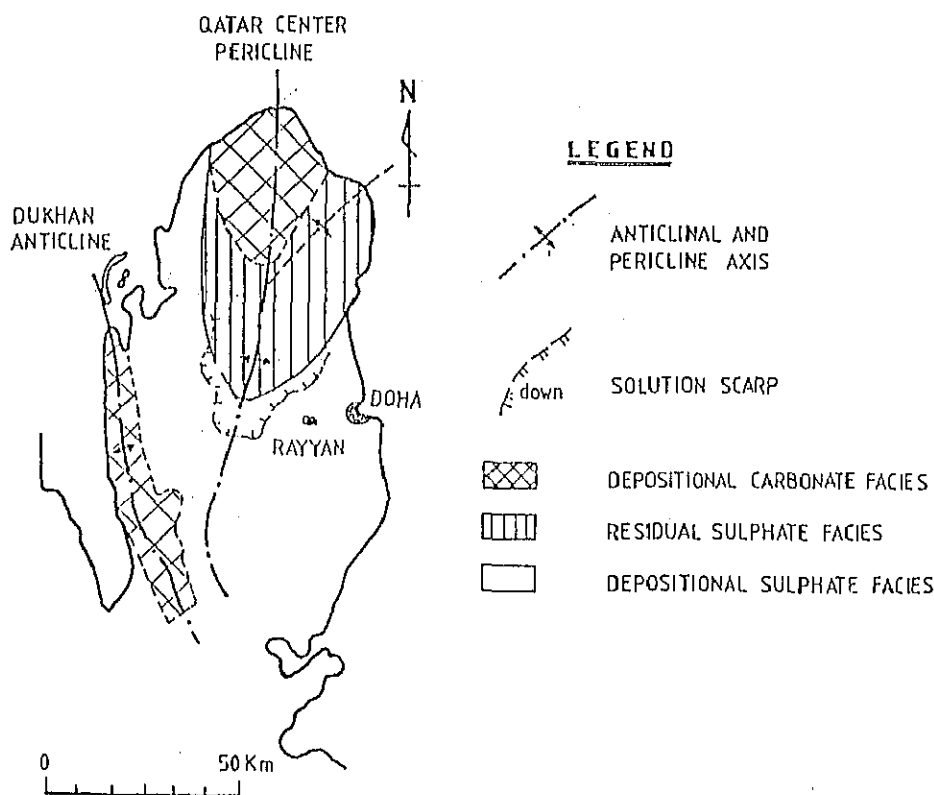 QATAR CENTER
PERICLINE
N
DUKHAN
ANTICLINE
DOHA
RAYYAN
0 50 Km
LEGEND
ANTICLINAL AND
PERICLINE AXIS
down
SOLUTION SCARP
DEPOSITIONAL CARBONATE FACIES
RESIDUAL SULPHATE FACIES
DEPOSITIONAL SULPHATE FACIES